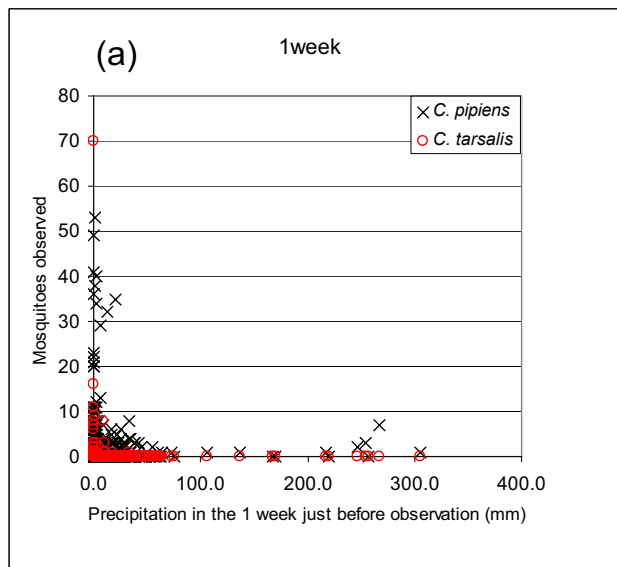 (a)
1week
80
70
60
50
40
30
20
10
0
Mosquitoes observed
C. pipiens
C. tarsalis
0.0 100.0 200.0 300.0 400.0
Precipitation in the 1 week just before observation (mm)